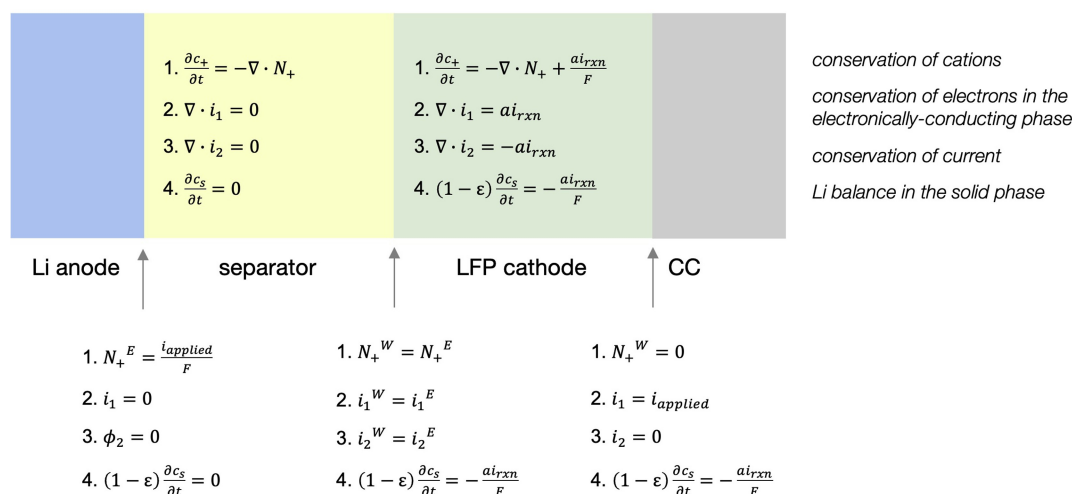 1. ∂c₊/∂t = −∇ · N₊
2. ∇ · i₁ = 0
3. ∇ · i₂ = 0
4. ∂cₛ/∂t = 0
1. ∂c₊/∂t = −∇ · N₊ + ai_rxn/F
2. ∇ · i₁ = ai_rxn
3. ∇ · i₂ = −ai_rxn
4. (1 − ε) ∂cₛ/∂t = − ai_rxn/F
conservation of cations
conservation of electrons in the
electronically-conducting phase
conservation of current
Li balance in the solid phase
Li anode
separator
LFP cathode
CC
1. N₊ᴱ = i_applied/F
2. i₁ = 0
3. ϕ₂ = 0
4. (1 − ε) ∂cₛ/∂t = 0
1. N₊ᵂ = N₊ᴱ
2. i₁ᵂ = i₁ᴱ
3. i₂ᵂ = i₂ᴱ
4. (1 − ε) ∂cₛ/∂t = − ai_rxn/F
1. N₊ᵂ = 0
2. i₁ = i_applied
3. i₂ = 0
4. (1 − ε) ∂cₛ/∂t = − ai_rxn/F